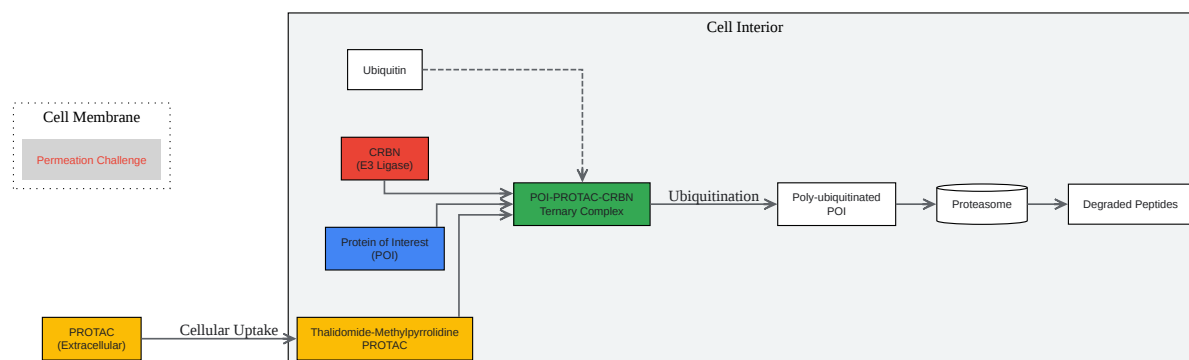 Cell Interior
Ubiquitin
Cell Membrane
Permeation Challenge
CRBN
(E3 Ligase)
POI-PROTAC-CRBN
Ternary Complex
Ubiquitination
Poly-ubiquitinated
POI
Proteasome
Degraded Peptides
Protein of Interest
(POI)
PROTAC
(Extracellular)
Cellular Uptake
Thalidomide-Methylpyrrolidine
PROTAC